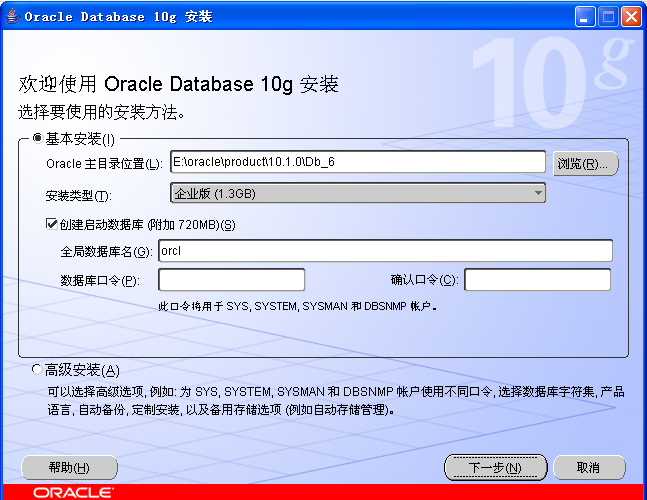 Oracle Database 10g 安装
10g
欢迎使用 Oracle Database 10g 安装
选择要使用的安装方法。
基本安装(I)
Oracle 主目录位置(L): E:\oracle\product\10.1.0\Db_6 浏览(R)...
安装类型(T): 企业版 (1.3GB)
创建启动数据库 (附加 720MB)(S)
全局数据库名(G): orcl
数据库口令(P): 确认口令(C):
此口令将用于 SYS, SYSTEM, SYSMAN 和 DBSNMP 帐户。
高级安装(A)
可以选择高级选项, 例如: 为 SYS, SYSTEM, SYSMAN 和 DBSNMP 帐户使用不同口令, 选择数据库字符集, 产品
语言, 自动备份, 定制安装, 以及备用存储选项 (例如自动存储管理)。
帮助(H) 下一步(N) 取消
ORACLE